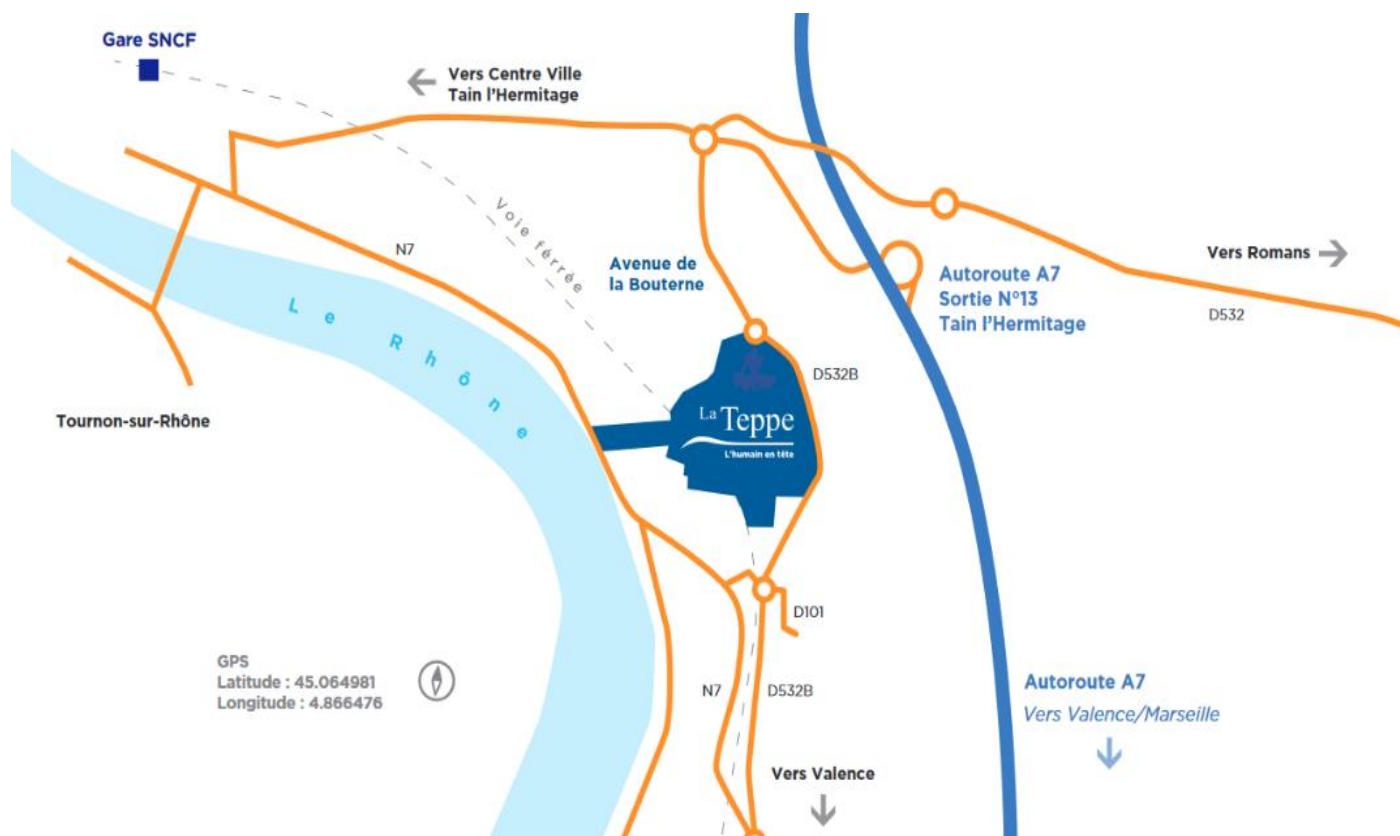 Gare SNCF
Vers Centre Ville
Tain l'Hermitage
Voie férrée
N7
Avenue de
la Bouterne
Vers Romans
Autoroute A7
Sortie N°13
Tain l'Hermitage
D532
Le Rhône
D532B
Tournon-sur-Rhône
La Teppe
L'humain en tête
D101
GPS
Latitude : 45.064981
Longitude : 4.866476
N7
D532B
Autoroute A7
Vers Valence/Marseille
Vers Valence